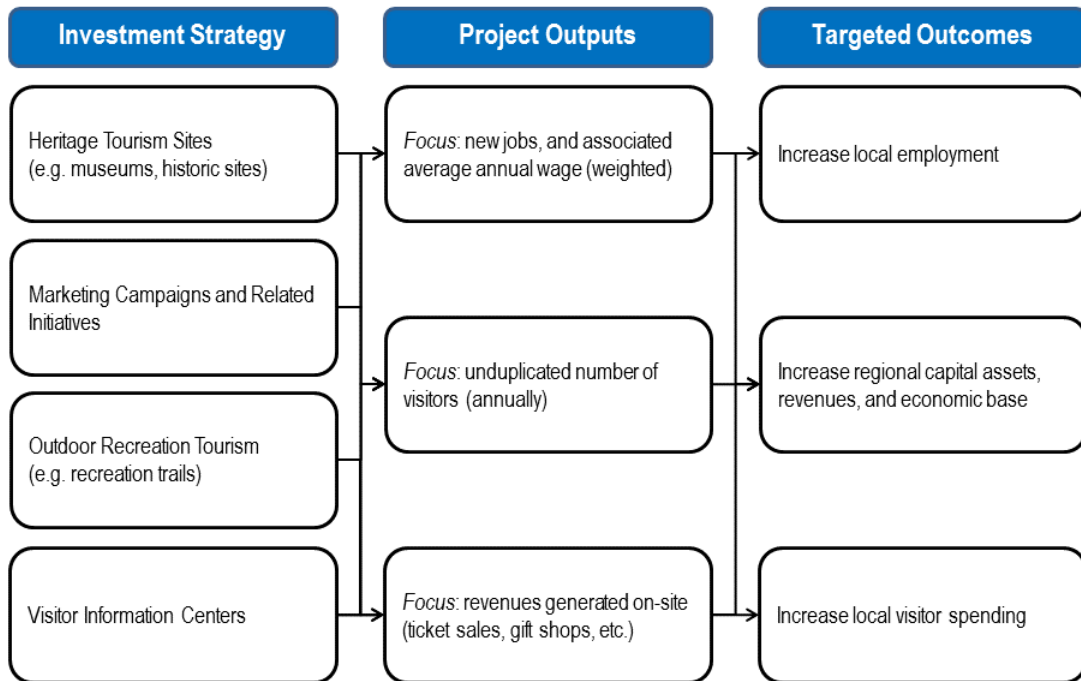 Investment Strategy
Project Outputs
Targeted Outcomes
Heritage Tourism Sites
(e.g. museums, historic sites)
Focus: new jobs, and associated
average annual wage (weighted)
Increase local employment
Marketing Campaigns and Related
Initiatives
Focus: unduplicated number of
visitors (annually)
Increase regional capital assets,
revenues, and economic base
Outdoor Recreation Tourism
(e.g. recreation trails)
Visitor Information Centers
Focus: revenues generated on-site
(ticket sales, gift shops, etc.)
Increase local visitor spending